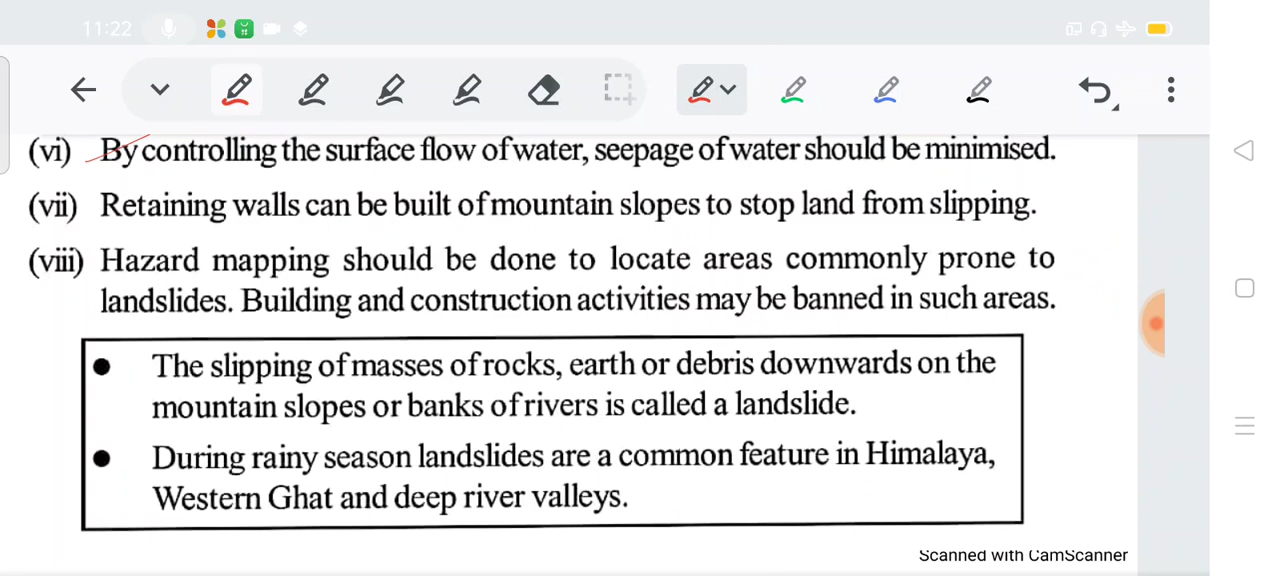 11:22
(vi) By controlling the surface flow of water, seepage of water should be minimised.
(vii) Retaining walls can be built of mountain slopes to stop land from slipping.
(viii) Hazard mapping should be done to locate areas commonly prone to
landslides. Building and construction activities may be banned in such areas.
● The slipping of masses of rocks, earth or debris downwards on the
mountain slopes or banks of rivers is called a landslide.
● During rainy season landslides are a common feature in Himalaya,
Western Ghat and deep river valleys.
Scanned with CamScanner